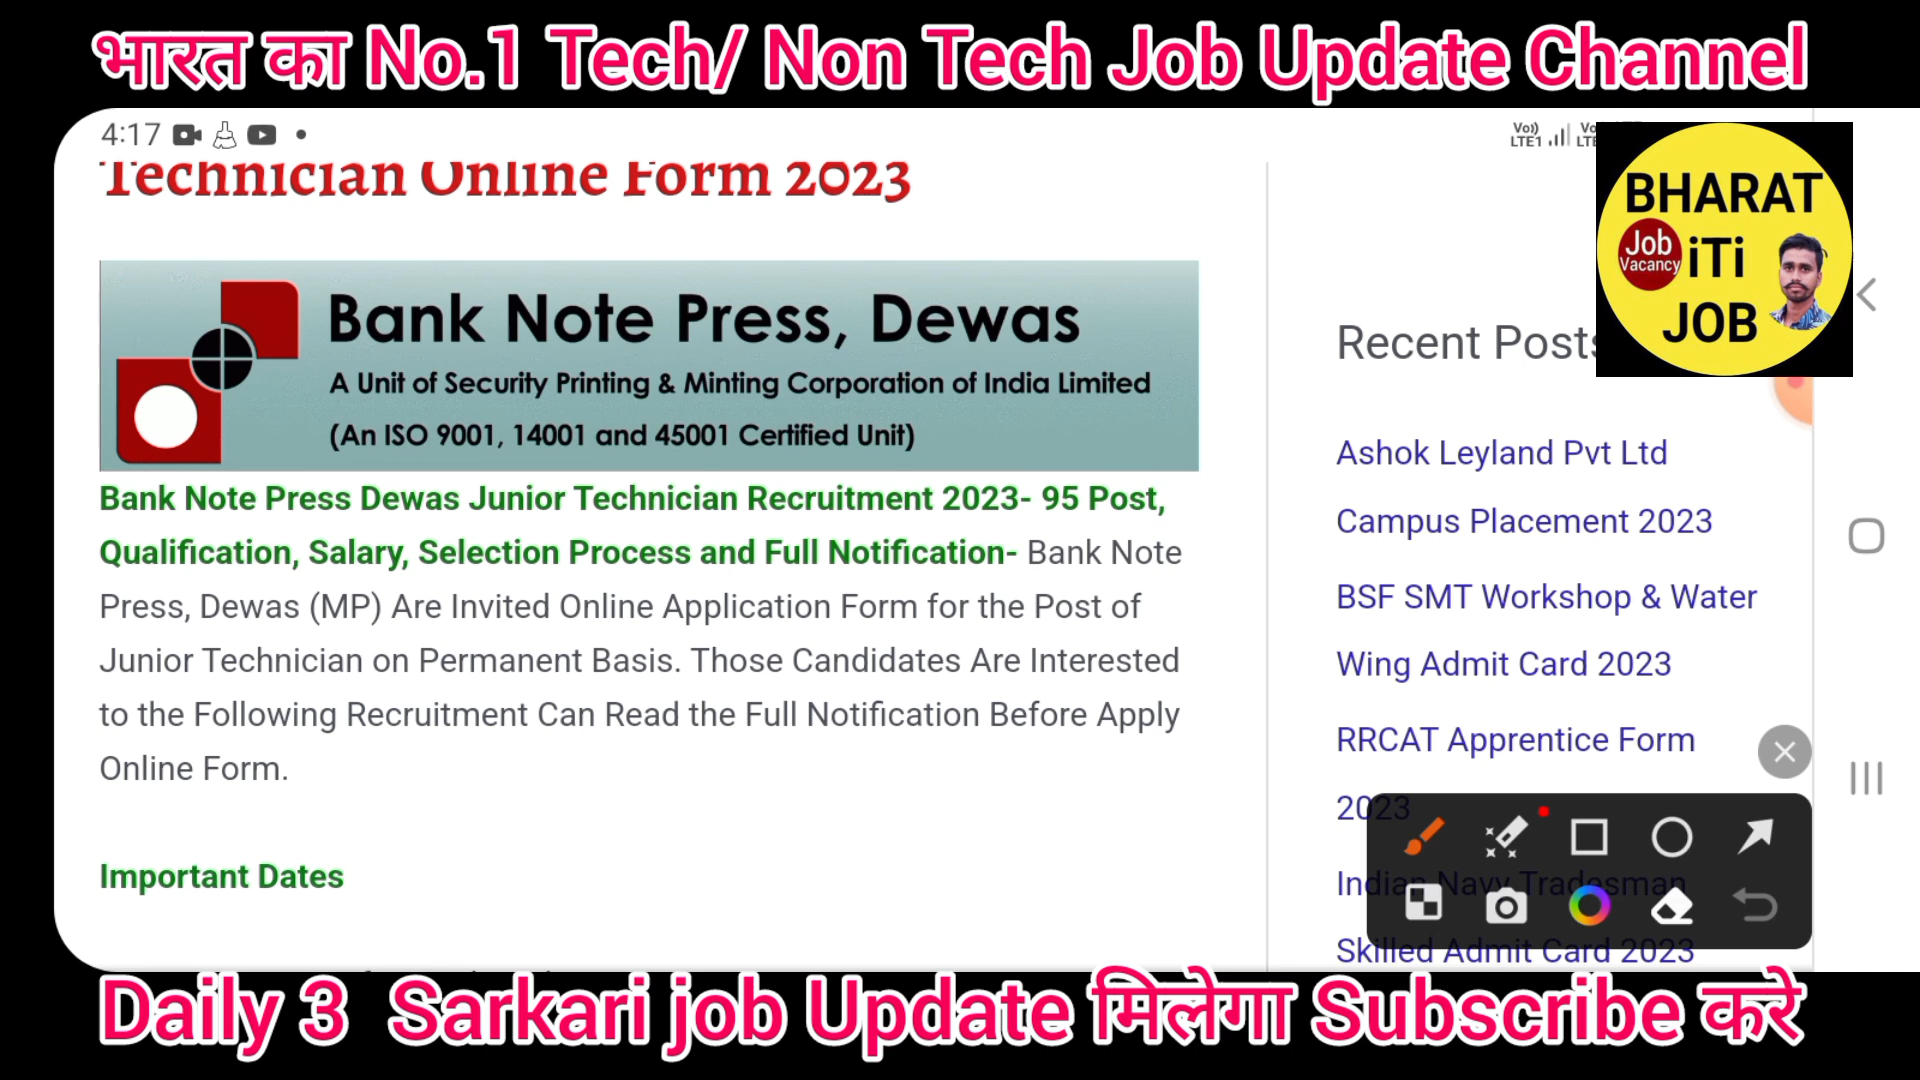 भारत का No.1 Tech/ Non Tech Job Update Channel
4:17
Vo)
LTE1
Technician Online Form 2023
BHARAT
Job
Vacancy
iTi
JOB
Bank Note Press, Dewas
A Unit of Security Printing & Minting Corporation of India Limited
(An ISO 9001, 14001 and 45001 Certified Unit)
Bank Note Press Dewas Junior Technician Recruitment 2023- 95 Post,
Qualification, Salary, Selection Process and Full Notification- Bank Note
Press, Dewas (MP) Are Invited Online Application Form for the Post of
Junior Technician on Permanent Basis. Those Candidates Are Interested
to the Following Recruitment Can Read the Full Notification Before Apply
Online Form.
Important Dates
Recent Posts
Ashok Leyland Pvt Ltd
Campus Placement 2023
BSF SMT Workshop & Water
Wing Admit Card 2023
RRCAT Apprentice Form
2023
Indian Navy Tradesman
Skilled Admit Card 2023
Daily 3 Sarkari job Update मिलेगा Subscribe करे